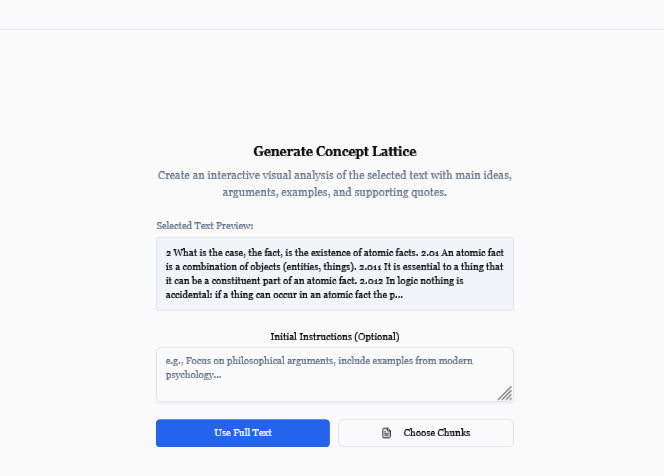 Generate Concept Lattice
Create an interactive visual analysis of the selected text with main ideas,
arguments, examples, and supporting quotes.
Selected Text Preview:
2 What is the case, the fact, is the existence of atomic facts. 2.01 An atomic fact
is a combination of objects (entities, things). 2.011 It is essential to a thing that
it can be a constituent part of an atomic fact. 2.012 In logic nothing is
accidental: if a thing can occur in an atomic fact the p...
Initial Instructions (Optional)
e.g., Focus on philosophical arguments, include examples from modern
psychology...
Use Full Text
Choose Chunks